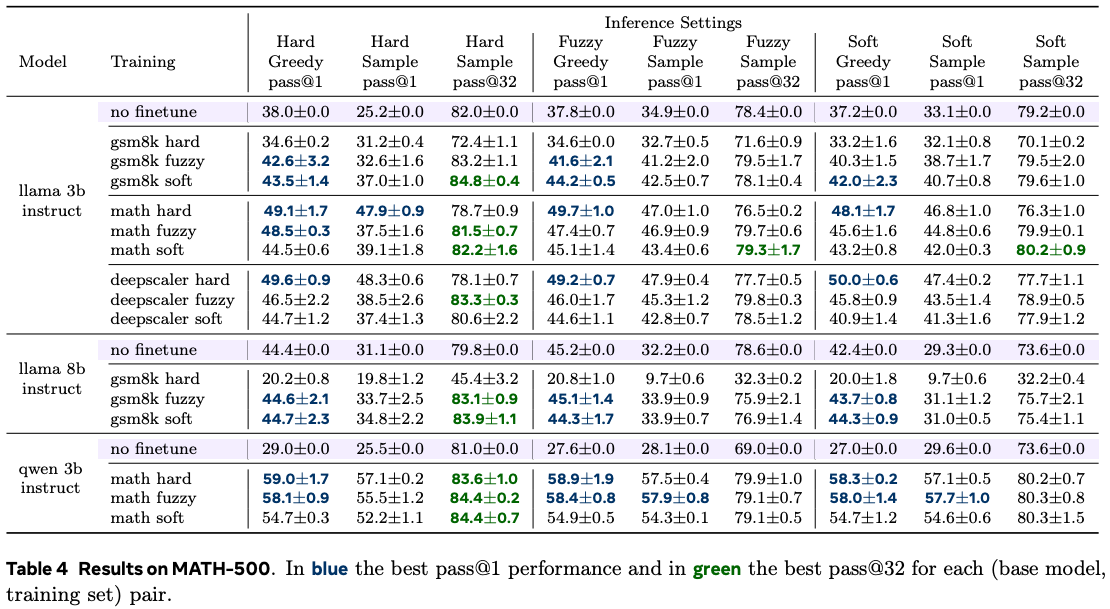 Inference Settings
Model Training Hard Greedy pass@1 Hard Sample pass@1 Hard Sample pass@32 Fuzzy Greedy pass@1 Fuzzy Sample pass@1 Fuzzy Sample pass@32 Soft Greedy pass@1 Soft Sample pass@1 Soft Sample pass@32
llama 3b instruct
no finetune 38.0±0.0 25.2±0.0 82.0±0.0 37.8±0.0 34.9±0.0 78.4±0.0 37.2±0.0 33.1±0.0 79.2±0.0
gsm8k hard 34.6±0.2 31.2±0.4 72.4±1.1 34.6±0.0 32.7±0.5 71.6±0.9 33.2±1.6 32.1±0.8 70.1±0.2
gsm8k fuzzy 42.6±3.2 32.6±1.6 83.2±1.1 41.6±2.1 41.2±2.0 79.5±1.7 40.3±1.5 38.7±1.7 79.5±2.0
gsm8k soft 43.5±1.4 37.0±1.0 84.8±0.4 44.2±0.5 42.5±0.7 78.1±0.4 42.0±2.3 40.7±0.8 79.6±1.0
math hard 49.1±1.7 47.9±0.9 78.7±0.9 49.7±1.0 47.0±1.0 76.5±0.2 48.1±1.7 46.8±1.0 76.3±1.0
math fuzzy 48.5±0.3 37.5±1.6 81.5±0.7 47.4±0.7 46.9±0.9 79.7±0.6 45.6±1.6 44.8±0.6 79.9±0.1
math soft 44.5±0.6 39.1±1.8 82.2±1.6 45.1±1.4 43.4±0.6 79.3±1.7 43.2±0.8 42.0±0.3 80.2±0.9
deepscaler hard 49.6±0.9 48.3±0.6 78.1±0.7 49.2±0.7 47.9±0.4 77.7±0.5 50.0±0.6 47.4±0.2 77.7±1.1
deepscaler fuzzy 46.5±2.2 38.5±2.6 83.3±0.3 46.0±1.7 45.3±1.2 79.8±0.3 45.8±0.9 43.5±1.4 78.9±0.5
deepscaler soft 44.7±1.2 37.4±1.3 80.6±2.2 44.6±1.1 42.8±0.7 78.5±1.2 40.9±1.4 41.3±1.6 77.9±1.2
llama 8b instruct
no finetune 44.4±0.0 31.1±0.0 79.8±0.0 45.2±0.0 32.2±0.0 78.6±0.0 42.4±0.0 29.3±0.0 73.6±0.0
gsm8k hard 20.2±0.8 19.8±1.2 45.4±3.2 20.8±1.0 9.7±0.6 32.3±0.2 20.0±1.8 9.7±0.6 32.2±0.4
gsm8k fuzzy 44.6±2.1 33.7±2.5 83.1±0.9 45.1±1.4 33.9±0.9 75.9±2.1 43.7±0.8 31.1±1.2 75.7±2.1
gsm8k soft 44.7±2.3 34.8±2.2 83.9±1.1 44.3±1.7 33.9±0.7 76.9±1.4 44.3±0.9 31.0±0.5 75.4±1.1
qwen 3b instruct
no finetune 29.0±0.0 25.5±0.0 81.0±0.0 27.6±0.0 28.1±0.0 69.0±0.0 27.0±0.0 29.6±0.0 73.6±0.0
math hard 59.0±1.7 57.1±0.2 83.6±1.0 58.9±1.9 57.5±0.4 79.9±1.0 58.3±0.2 57.1±0.5 80.2±0.7
math fuzzy 58.1±0.9 55.5±1.2 84.4±0.2 58.4±0.8 57.9±0.8 79.1±0.7 58.0±1.4 57.7±1.0 80.3±0.8
math soft 54.7±0.3 52.2±1.1 84.4±0.7 54.9±0.5 54.3±0.1 79.1±0.5 54.7±1.2 54.6±0.6 80.3±1.5
Table 4 Results on MATH-500. In blue the best pass@1 performance and in green the best pass@32 for each (base model,
training set) pair.